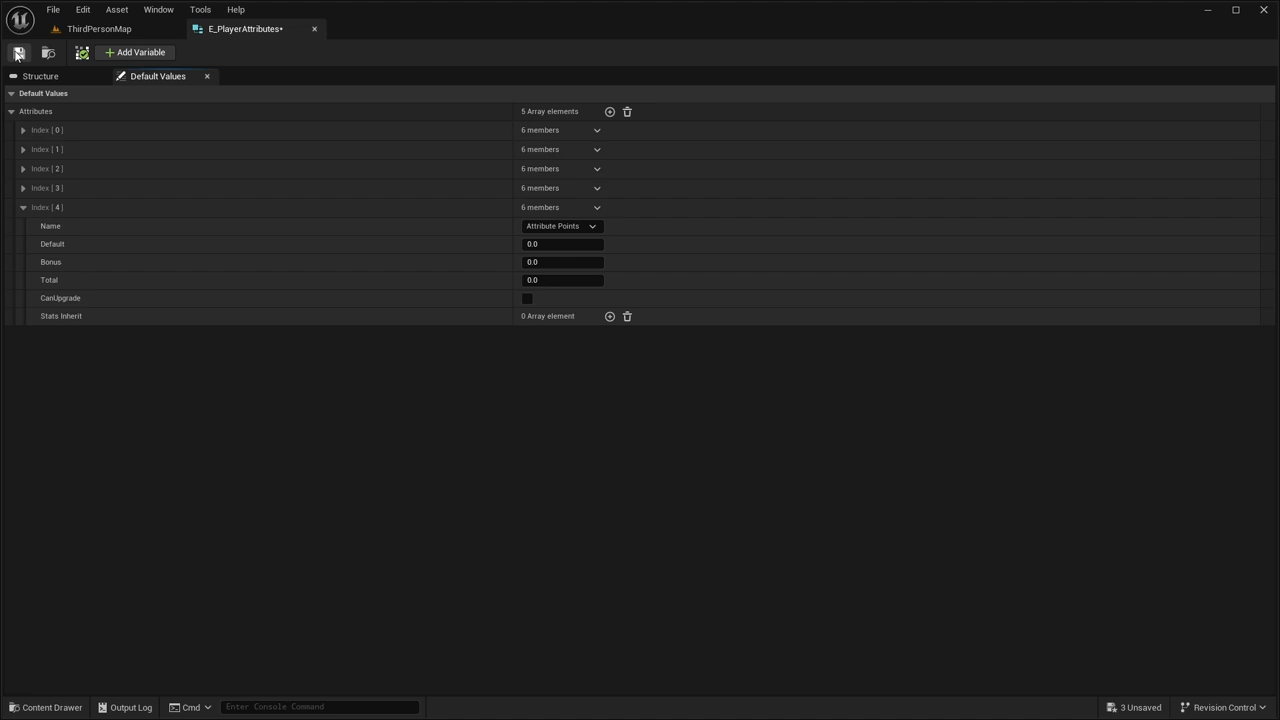 File Edit Asset Window Tools Help
ThirdPersonMap E_PlayerAttributes*
Add Variable
Structure Default Values
Default Values
Attributes 5 Array elements
Index [ 0 ] 6 members
Index [ 1 ] 6 members
Index [ 2 ] 6 members
Index [ 3 ] 6 members
Index [ 4 ] 6 members
Name Attribute Points
Default 0.0
Bonus 0.0
Total 0.0
CanUpgrade
Stats Inherit 0 Array element
Content Drawer Output Log Cmd Enter Console Command 3 Unsaved Revision Control